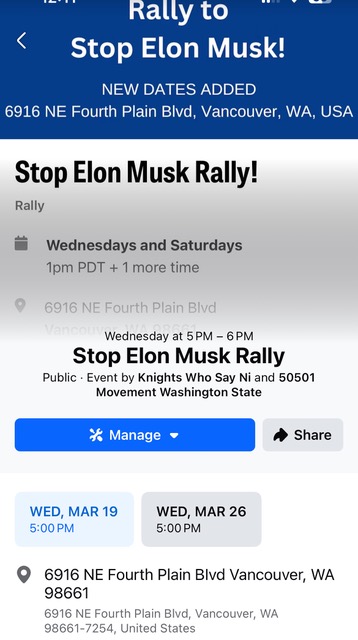 Rally to
Stop Elon Musk!
NEW DATES ADDED
6916 NE Fourth Plain Blvd, Vancouver, WA, USA
Stop Elon Musk Rally!
Rally
Wednesdays and Saturdays
1pm PDT + 1 more time
6916 NE Fourth Plain Blvd
Vancouver, WA 98661
Wednesday at 5 PM – 6 PM
Stop Elon Musk Rally
Public · Event by Knights Who Say Ni and 50501
Movement Washington State
Manage
Share
WED, MAR 19
5:00 PM
WED, MAR 26
5:00 PM
6916 NE Fourth Plain Blvd Vancouver, WA
98661
6916 NE Fourth Plain Blvd, Vancouver, WA
98661-7254, United States